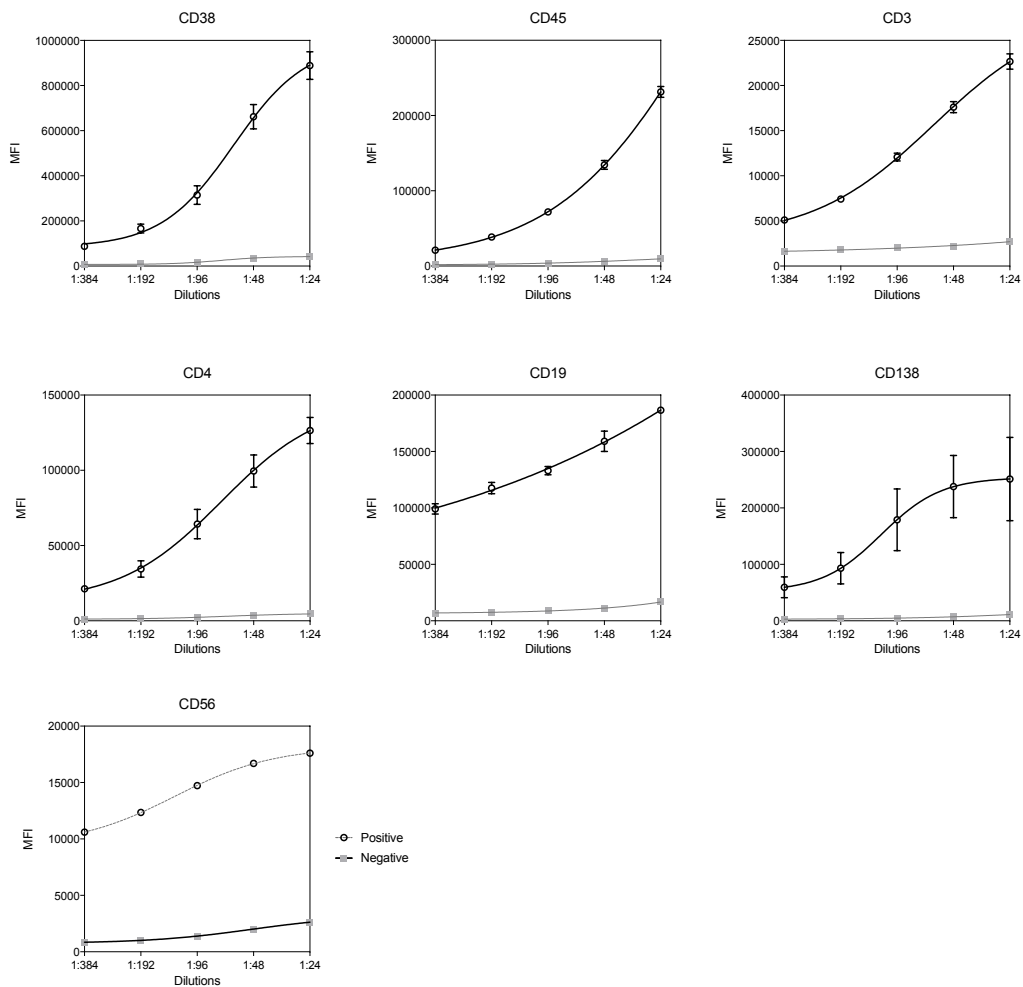 CD38
1000000
800000
600000
400000
200000
0
MFI
1:384 1:192 1:96 1:48 1:24
Dilutions
CD45
300000
200000
100000
0
MFI
1:384 1:192 1:96 1:48 1:24
Dilutions
CD3
25000
20000
15000
10000
5000
0
MFI
1:384 1:192 1:96 1:48 1:24
Dilutions
CD4
150000
100000
50000
0
MFI
1:384 1:192 1:96 1:48 1:24
Dilutions
CD19
200000
150000
100000
50000
0
MFI
1:384 1:192 1:96 1:48 1:24
Dilutions
CD138
400000
300000
200000
100000
0
MFI
1:384 1:192 1:96 1:48 1:24
Dilutions
CD56
20000
15000
10000
5000
0
MFI
1:384 1:192 1:96 1:48 1:24
Dilutions
Positive
Negative